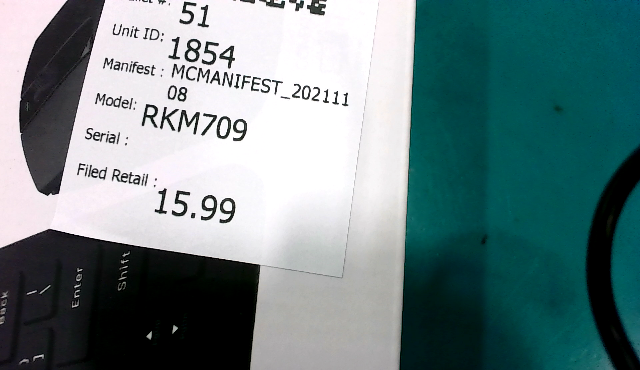 51
Unit ID: 1854
Manifest : MCMANIFEST_202111
08
Model: RKM709
Serial :
Filed Retail : 15.99
Back
Enter
Shift